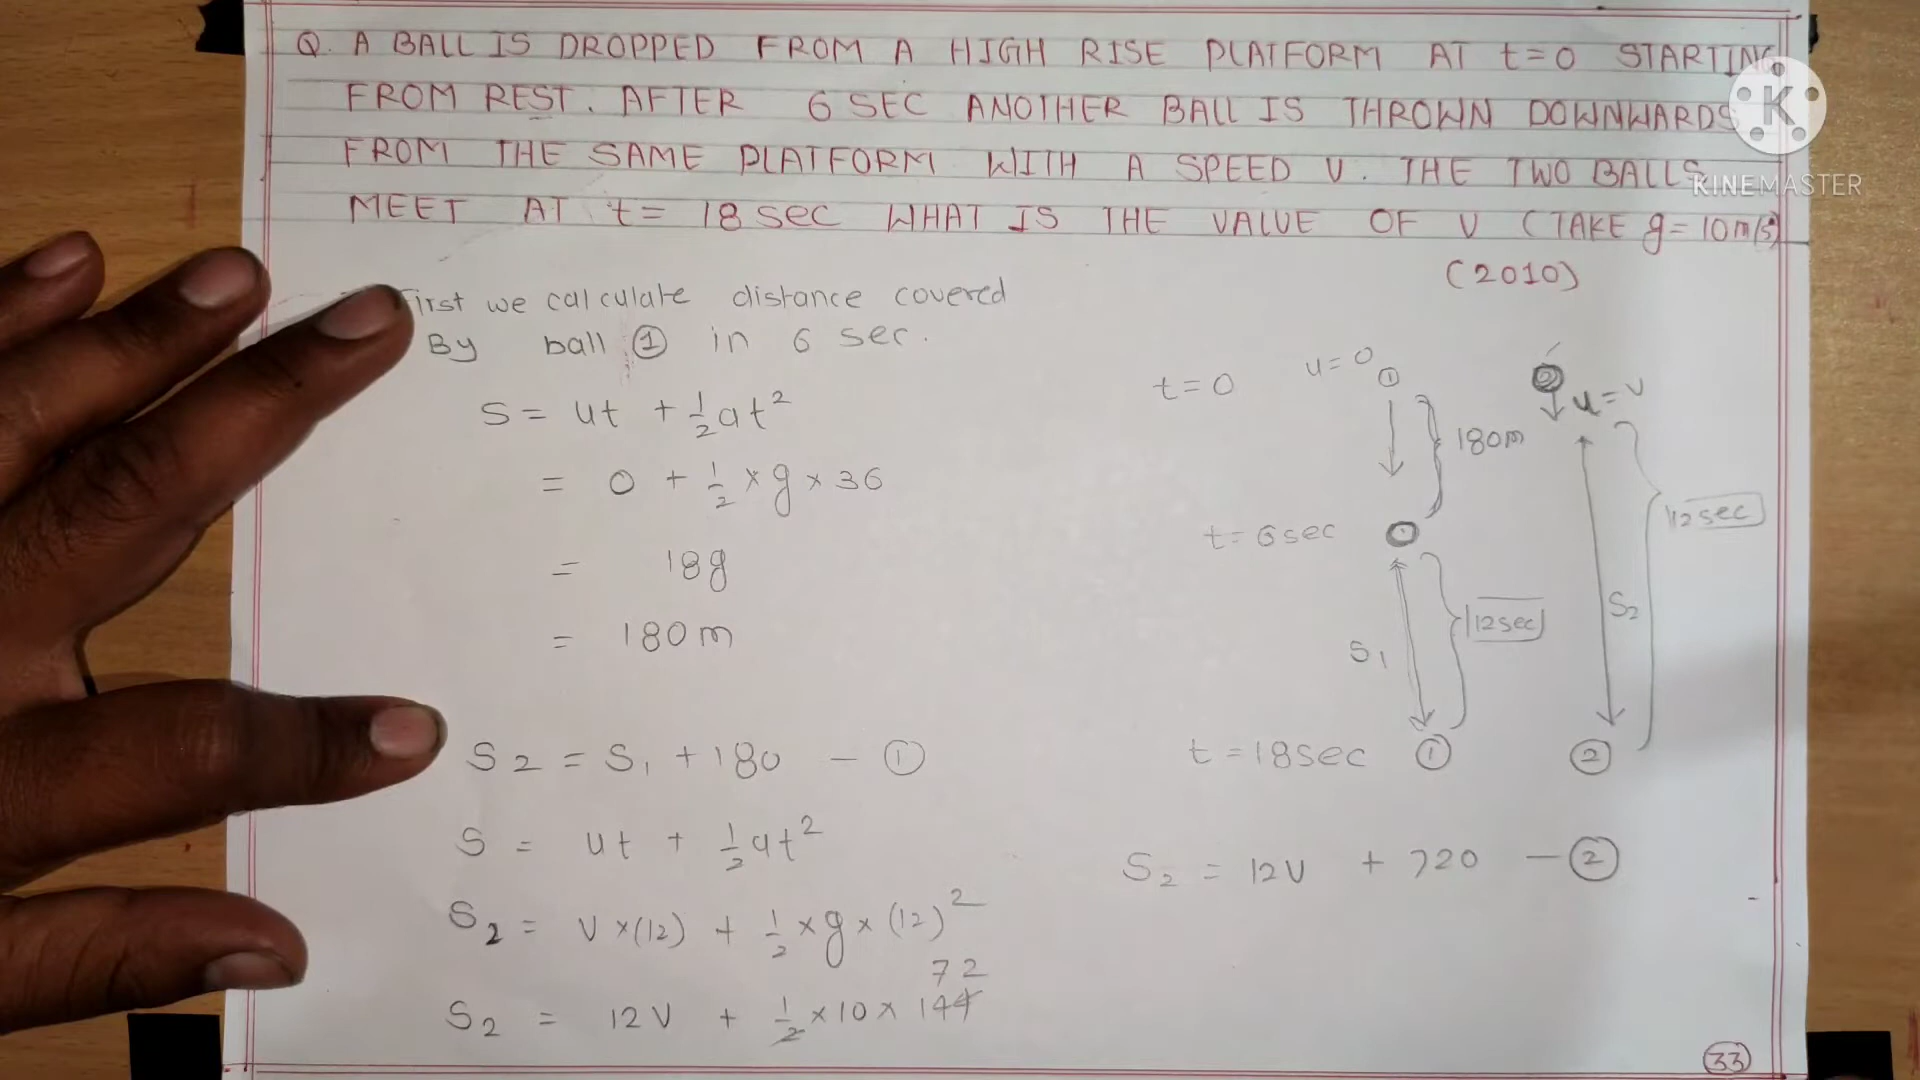 Q. A BALL IS DROPPED FROM A HIGH RISE PLATFORM AT t=0 STARTING
FROM REST. AFTER 6 SEC ANOTHER BALL IS THROWN DOWNWARDS
FROM THE SAME PLATFORM WITH A SPEED V. THE TWO BALLS
MEET AT t= 18 SEC WHAT IS THE VALUE OF V (TAKE g=10m/s²)
(2010)
K
KINEMASTER
First we calculate distance covered
By ball ① in 6 sec.
S= ut + ½at²
= 0 + ½ × g × 36
= 18g
= 180m
S2 = S1 + 180 - ①
S = ut + ½at²
S2 = V×(12) + ½×g×(12)²
72
S2 = 12V + ½×10×144
t=0 u=0 ① u=v
180m
t=6sec
12sec
S1 12sec S2
t=18sec ① ②
S2 = 12V + 720 - ②
33